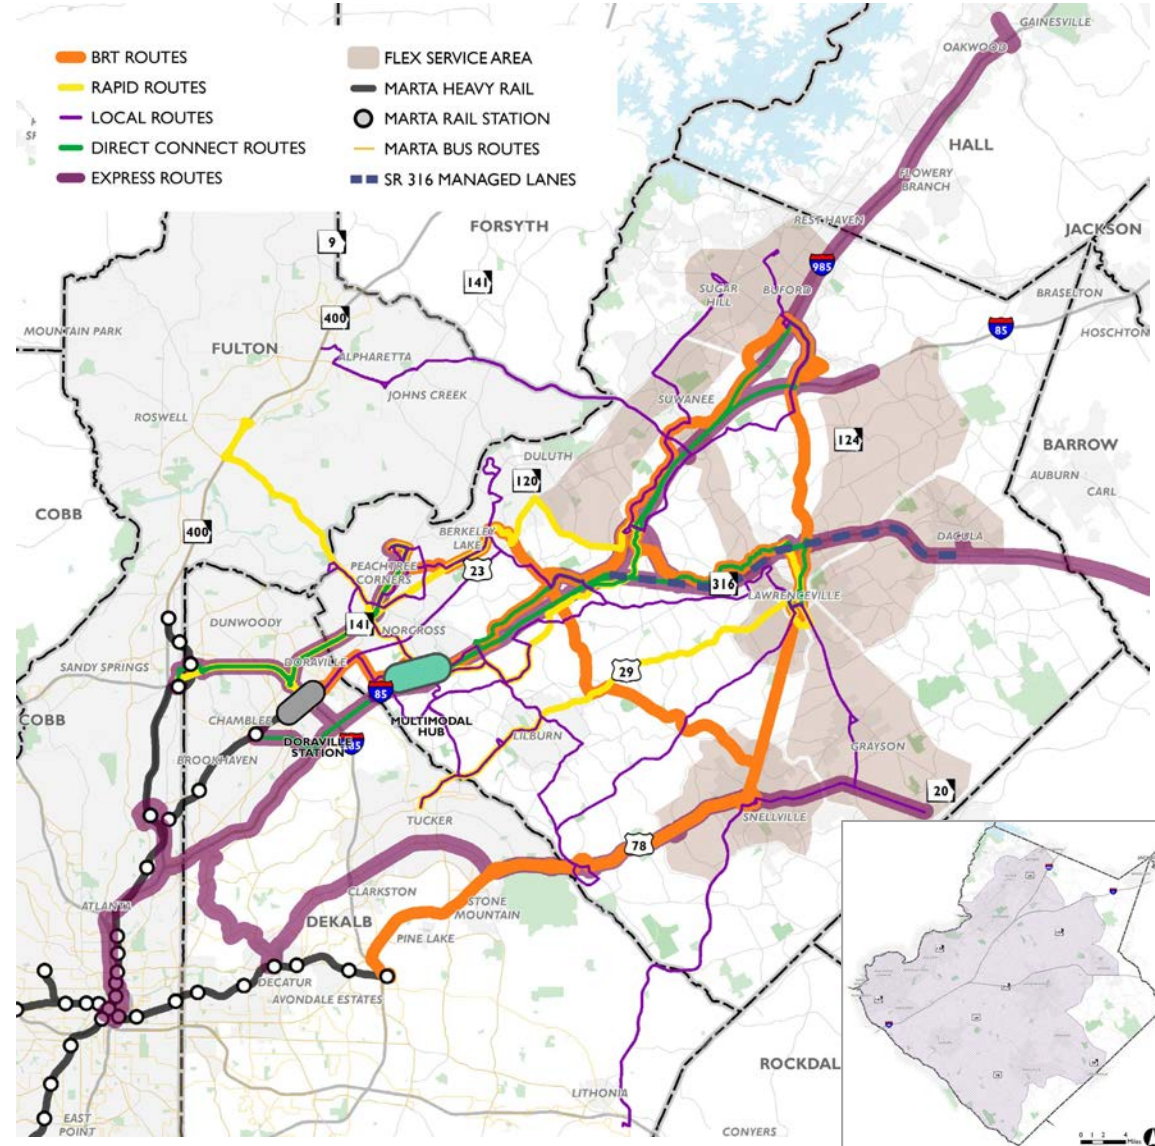 BRT ROUTES
RAPID ROUTES
LOCAL ROUTES
DIRECT CONNECT ROUTES
EXPRESS ROUTES
FLEX SERVICE AREA
MARTA HEAVY RAIL
MARTA RAIL STATION
MARTA BUS ROUTES
SR 316 MANAGED LANES
GAINESVILLE
OAKWOOD
HALL
FLOWERY
BRANCH
REST HAVEN
FORSYTH
JACKSON
9
141
985
SUGAR
HILL
BUFORD
BRASELTON
400
85
HOSCHTON
MOUNTAIN PARK
FULTON
ALPHARETTA
JOHNS CREEK
SUWANEE
ROSWELL
124
BARROW
DULUTH
120
AUBURN
CARL
COBB
400
BERKELEY
LAKE
DACULA
PEACHTREE
CORNERS
23
316
LAWRENCEVILLE
DUNWOODY
141
NORCROSS
SANDY SPRINGS
DORAVILLE
29
85
COBB
CHAMBLEE
MULTIMODAL
HUB
LILBURN
DORAVILLE
STATION
BROOKHAVEN
GRAYSON
20
TUCKER
SNELLVILLE
78
CLARKSTON
ATLANTA
STONE
MOUNTAIN
DEKALB
PINE LAKE
DECATUR
AVONDALE ESTATES
ROCKDAL
LITHONIA
EAST
POINT
CONYERS
0 1 2 4
Miles